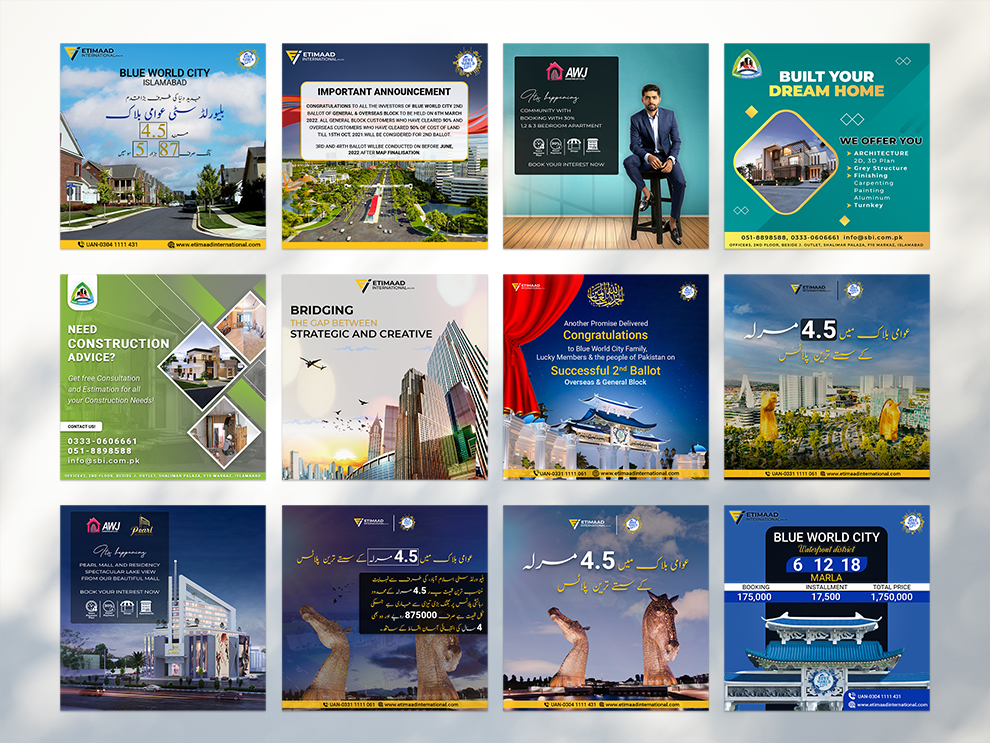 ETIMAAD
INTERNATIONAL
BLUE WORLD CITY
ISLAMABAD
بلیو ورلڈ سٹی عوامی بلاک
4.5
5
87
UAN-0304 1111 431
www.etimaadinternational.com
ETIMAAD
INTERNATIONAL
IMPORTANT ANNOUNCEMENT
CONGRATULATIONS TO ALL THE INVESTORS OF BLUE WORLD CITY 2ND
BALLOT OF GENERAL & OVERSEAS BLOCK TO BE HELD ON 6TH MARCH
2022. ALL GENERAL BLOCK CUSTOMERS WHO HAVE CLEARED 90% AND
OVERSEAS CUSTOMERS WHO HAVE CLEARED 50% OF COST OF LAND
TILL 15TH OCT, 2021 WILL BE CONSIDERED FOR 2ND BALLOT.
3RD AND 4RTH BALLOT WILLBE CONDUCTED ON BEFORE JUNE,
2022 AFTER MAP FINALISATION.
AWJ
It's happening
COMMUNITY WITH
BOOKING WITH 30%
1,2 & 3 BEDROOM APARTMENT
BOOK YOUR INTEREST NOW
BUILT YOUR
DREAM HOME
WE OFFER YOU
ARCHITECTURE
2D, 3D Plan
Grey Structure
Finishing
Carpenting
Painting
Aluminum
Turnkey
051-8898588, 0333-0606661 info@sbi.com.pk
OFFICE#5, 2ND FLOOR, BESIDE J. OUTLET, SHALIMAR PALAZA, F10 MARKAZ, ISLAMABAD
NEED
CONSTRUCTION
ADVICE?
Get free Consultation
and Estimation for all
your Construction Needs!
CONTACT US!
0333-0606661
051-8898588
info@sbi.com.pk
OFFICE#5, 2ND FLOOR, BESIDE J. OUTLET, SHALIMAR PALAZA, F10 MARKAZ, ISLAMABAD
ETIMAAD
INTERNATIONAL
BRIDGING
THE GAP BETWEEN
STRATEGIC AND CREATIVE
ETIMAAD
INTERNATIONAL
Another Promise Delivered
Congratulations
to Blue World City Family,
Lucky Members & the people of Pakistan on
Successful 2nd Ballot
Overseas & General Block
UAN-0331 1111 061
www.etimaadinternational.com
ETIMAAD
INTERNATIONAL
عوامی بلاک میں 4.5 مرلہ
کے سستے ترین پلاٹس
UAN-0331 1111 061
www.etimaadinternational.com
AWJ
Pearl
It's happening
PEARL MALL AND RESIDENCY
SPECTACULAR LAKE VIEW
FROM OUR BEAUTIFUL MALL
BOOK YOUR INTEREST NOW
ETIMAAD
INTERNATIONAL
عوامی بلاک میں 4.5 مرلہ کے سستے ترین پلاٹس
UAN-0331 1111 061
www.etimaadinternational.com
ETIMAAD
INTERNATIONAL
عوامی بلاک میں 4.5 مرلہ
کے سستے ترین پلاٹس
UAN-0304 1111 431
www.etimaadinternational.com
ETIMAAD
INTERNATIONAL
BLUE WORLD CITY
Waterfront district
6 12 18
MARLA
BOOKING INSTALLMENT TOTAL PRICE
175,000 17,500 1,750,000
UAN-0304 1111 431
www.etimaadinternational.com